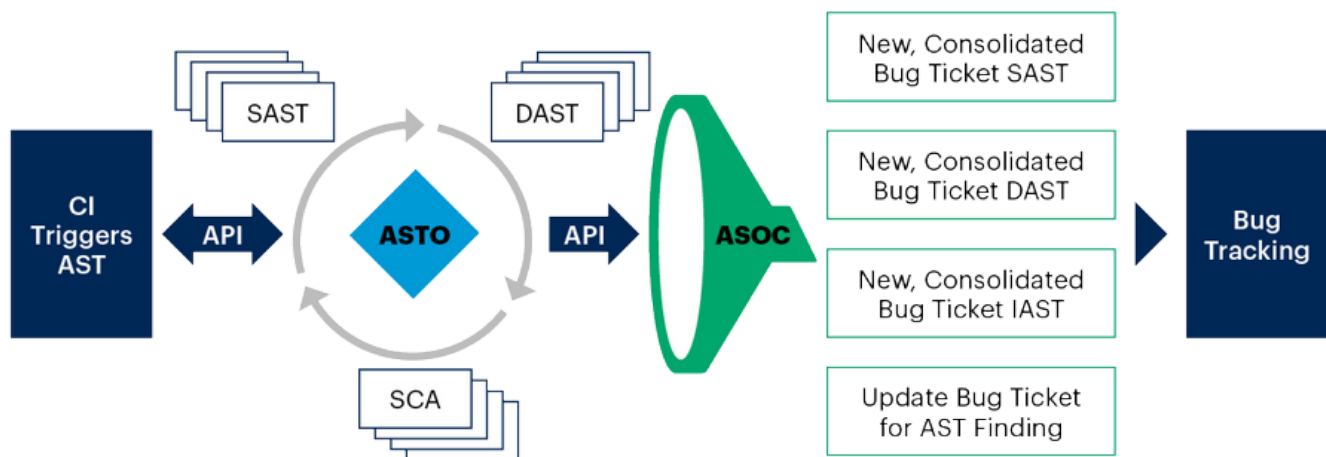 CI
Triggers
AST
API
SAST
DAST
ASTO
SCA
API
ASOC
New, Consolidated
Bug Ticket SAST
New, Consolidated
Bug Ticket DAST
New, Consolidated
Bug Ticket IAST
Update Bug Ticket
for AST Finding
Bug
Tracking